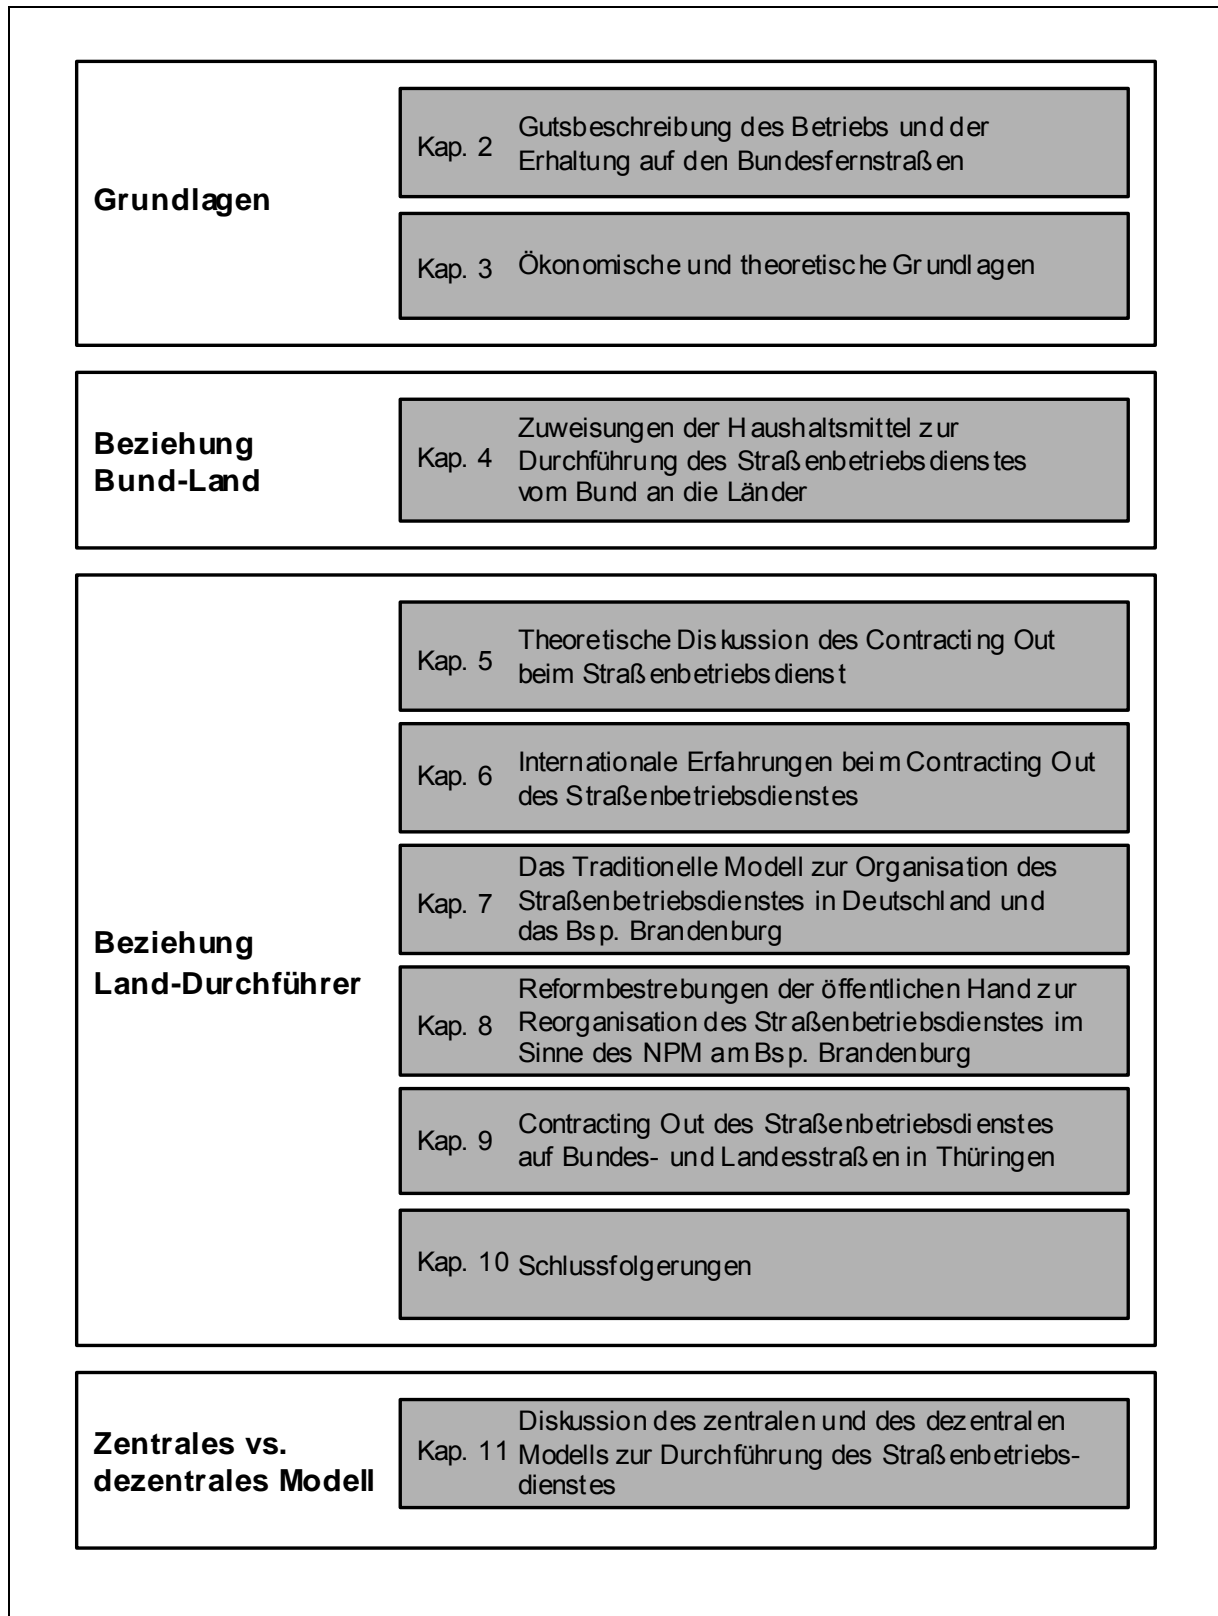 Grundlagen
Kap. 2
Gutsbeschreibung des Betriebs und der
Erhaltung auf den Bundesfernstraßen
Kap. 3
Ökonomische und theoretische Grundlagen
Beziehung
Bund-Land
Kap. 4
Zuweisungen der Haushaltsmittel zur
Durchführung des Straßenbetriebsdienstes
vom Bund an die Länder
Beziehung
Land-Durchführer
Kap. 5
Theoretische Diskussion des Contracting Out
beim Straßenbetriebsdienst
Kap. 6
Internationale Erfahrungen beim Contracting Out
des Straßenbetriebsdienstes
Kap. 7
Das Traditionelle Modell zur Organisation des
Straßenbetriebsdienstes in Deutschland und
das Bsp. Brandenburg
Kap. 8
Reformbestrebungen der öffentlichen Hand zur
Reorganisation des Straßenbetriebsdienstes im
Sinne des NPM am Bsp. Brandenburg
Kap. 9
Contracting Out des Straßenbetriebsdienstes
auf Bundes- und Landesstraßen in Thüringen
Kap. 10
Schlussfolgerungen
Zentrales vs.
dezentrales Modell
Kap. 11
Diskussion des zentralen und des dezentralen
Modells zur Durchführung des Straßenbetriebs-
dienstes